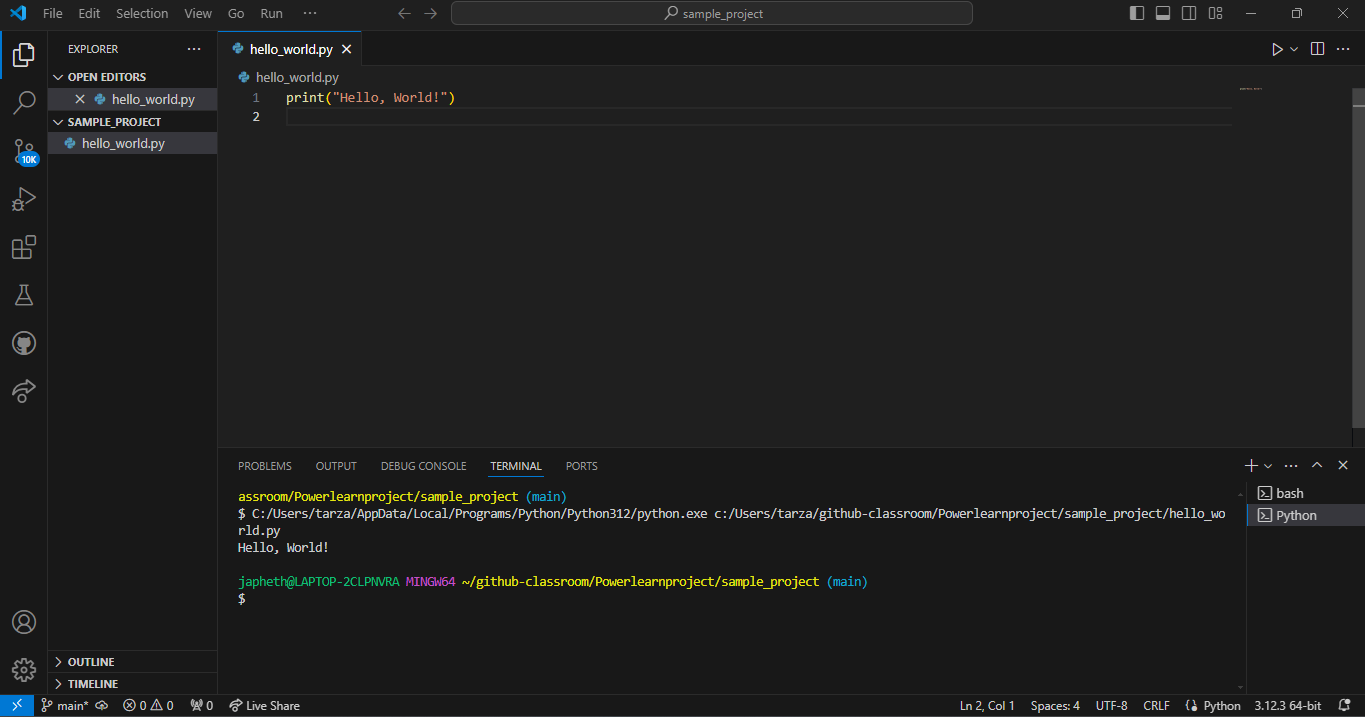 File Edit Selection View Go Run ··· sample_project
EXPLORER ···
OPEN EDITORS
hello_world.py
SAMPLE_PROJECT
hello_world.py
OUTLINE
TIMELINE
10K
hello_world.py
hello_world.py
1 print("Hello, World!")
2
PROBLEMS OUTPUT DEBUG CONSOLE TERMINAL PORTS
assroom/Powerlearnproject/sample_project (main)
$ C:/Users/tarza/AppData/Local/Programs/Python/Python312/python.exe c:/Users/tarza/github-classroom/Powerlearnproject/sample_project/hello_wo
rld.py
Hello, World!
japheth@LAPTOP-2CLPNVRA MINGW64 ~/github-classroom/Powerlearnproject/sample_project (main)
$
bash
Python
main* 0 0 0 Live Share Ln 2, Col 1 Spaces: 4 UTF-8 CRLF Python 3.12.3 64-bit